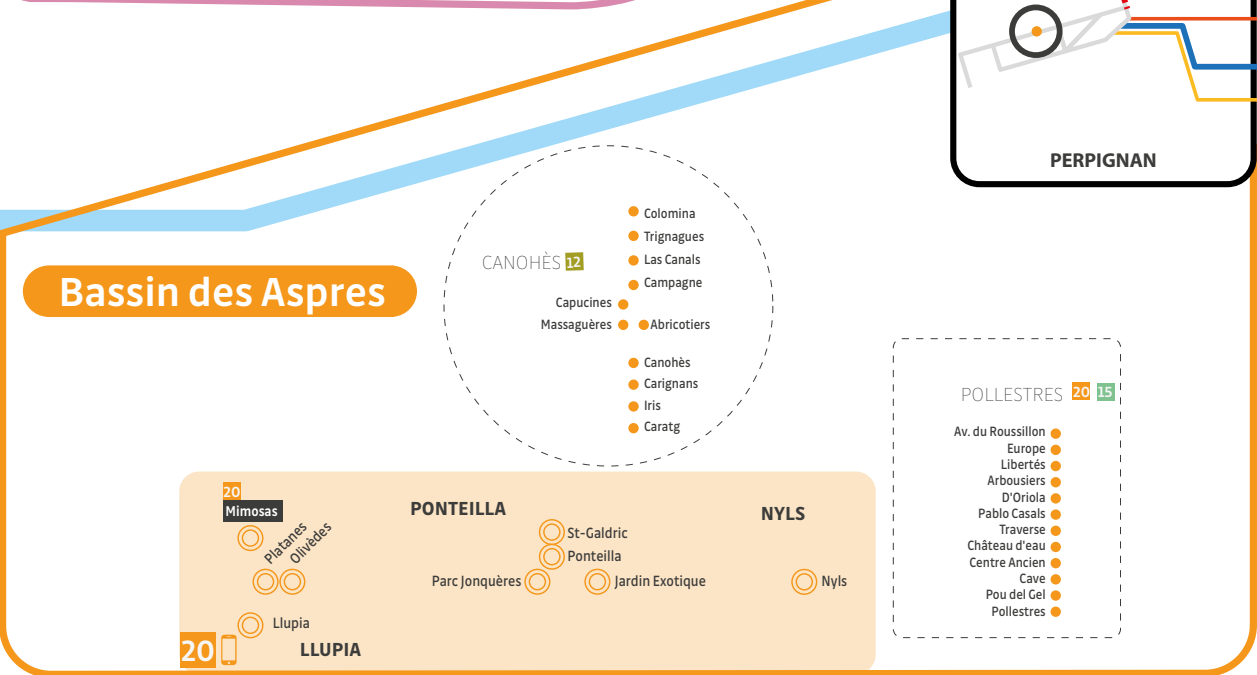 PERPIGNAN
Bassin des Aspres
CANOHÈS 12
Colomina
Trignagues
Las Canals
Campagne
Capucines
Massaguères
Abricotiers
Canohès
Carignans
Iris
Caratg
POLLESTRES 20 15
Av. du Roussillon
Europe
Libertés
Arbousiers
D'Oriola
Pablo Casals
Traverse
Château d'eau
Centre Ancien
Cave
Pou del Gel
Pollestres
20
Mimosas
Platanes
Olivèdes
Llupia
20
LLUPIA
PONTEILLA
St-Galdric
Ponteilla
Parc Jonquères
Jardin Exotique
NYLS
Nyls